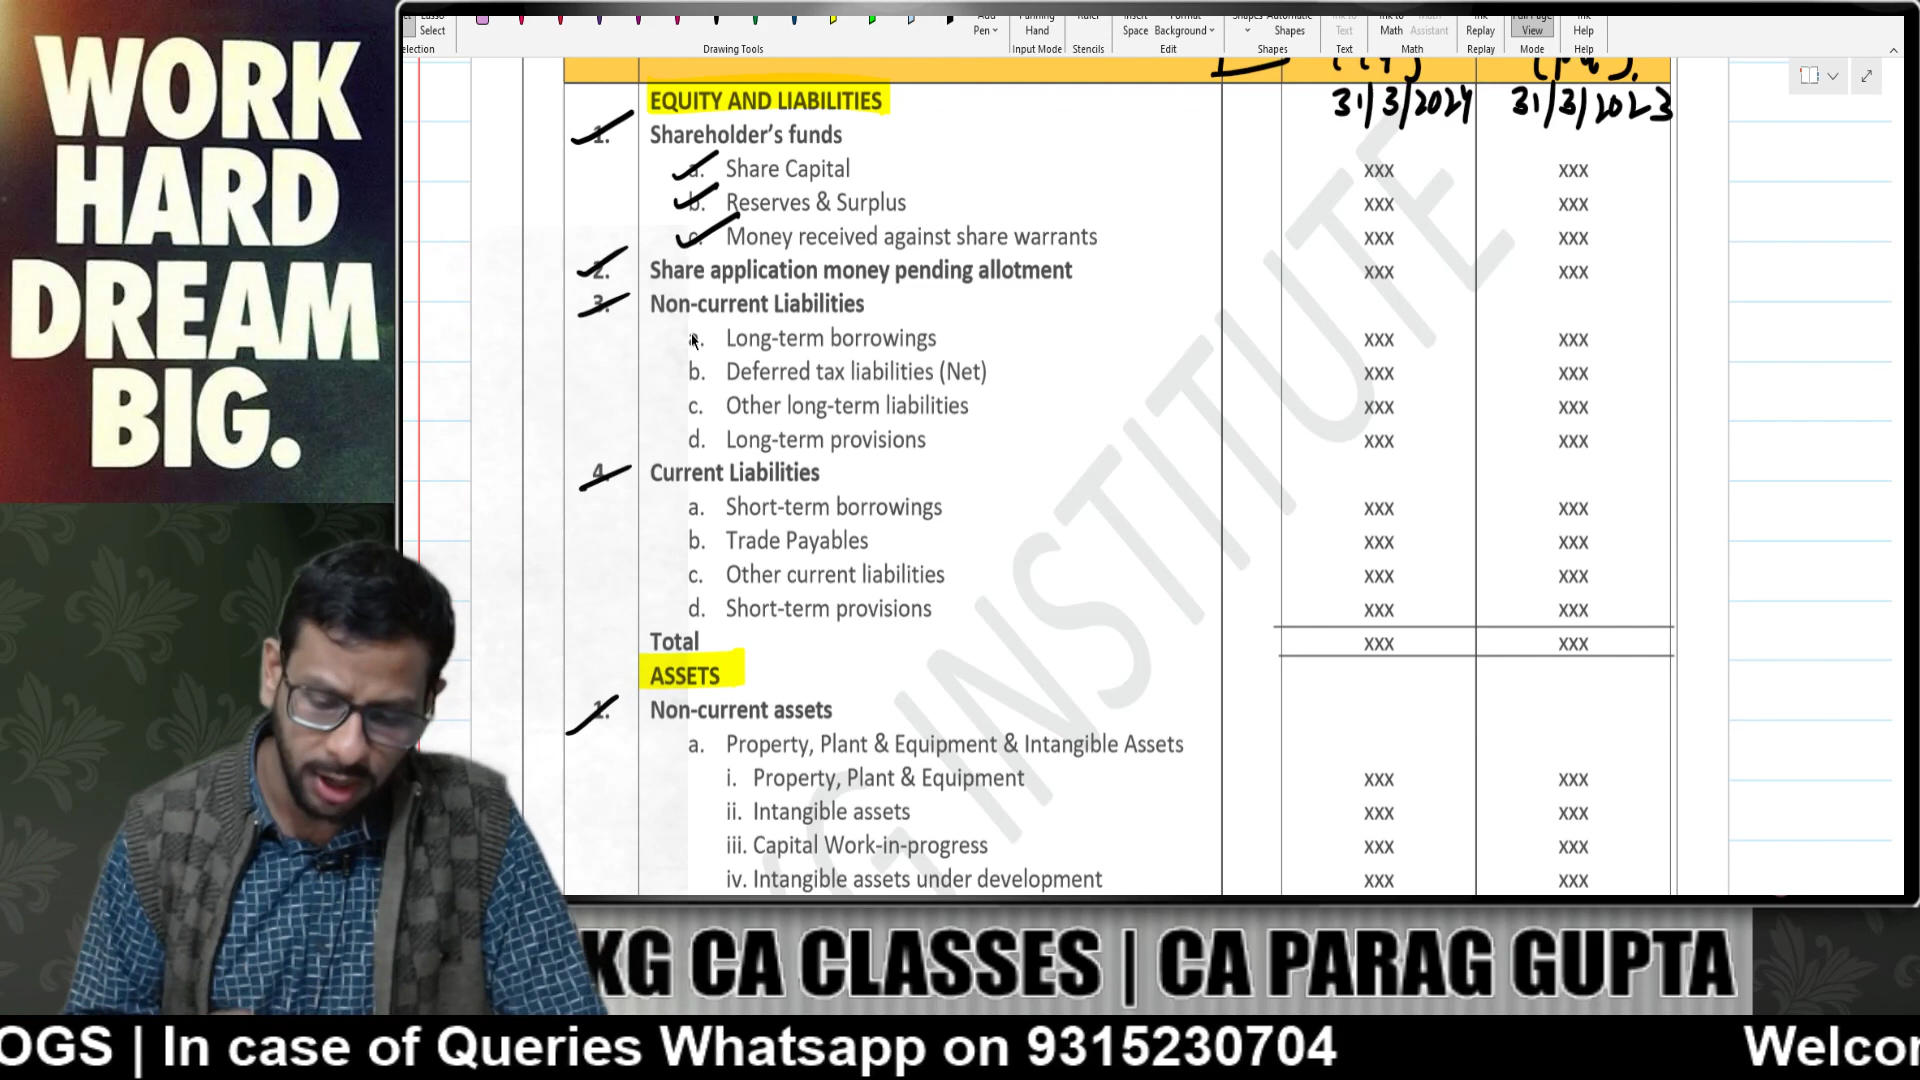 WORK
HARD
DREAM
BIG.
Select
Pen
Hand
Space Background
Shapes
Text
Math Assistant
Replay
View
Help
Drawing Tools
Input Mode
Stencils
Edit
Shapes
Text
Math
Replay
Mode
Help
31/3/2024 31/3/2023
EQUITY AND LIABILITIES
1. Shareholder’s funds
a. Share Capital xxx xxx
b. Reserves & Surplus xxx xxx
c. Money received against share warrants xxx xxx
2. Share application money pending allotment xxx xxx
3. Non-current Liabilities
a. Long-term borrowings xxx xxx
b. Deferred tax liabilities (Net) xxx xxx
c. Other long-term liabilities xxx xxx
d. Long-term provisions xxx xxx
4. Current Liabilities
a. Short-term borrowings xxx xxx
b. Trade Payables xxx xxx
c. Other current liabilities xxx xxx
d. Short-term provisions xxx xxx
Total xxx xxx
ASSETS
1. Non-current assets
a. Property, Plant & Equipment & Intangible Assets
i. Property, Plant & Equipment xxx xxx
ii. Intangible assets xxx xxx
iii. Capital Work-in-progress xxx xxx
iv. Intangible assets under development xxx xxx
G INSTITUTE
KG CA CLASSES | CA PARAG GUPTA
OGS | In case of Queries Whatsapp on 9315230704 Welcor